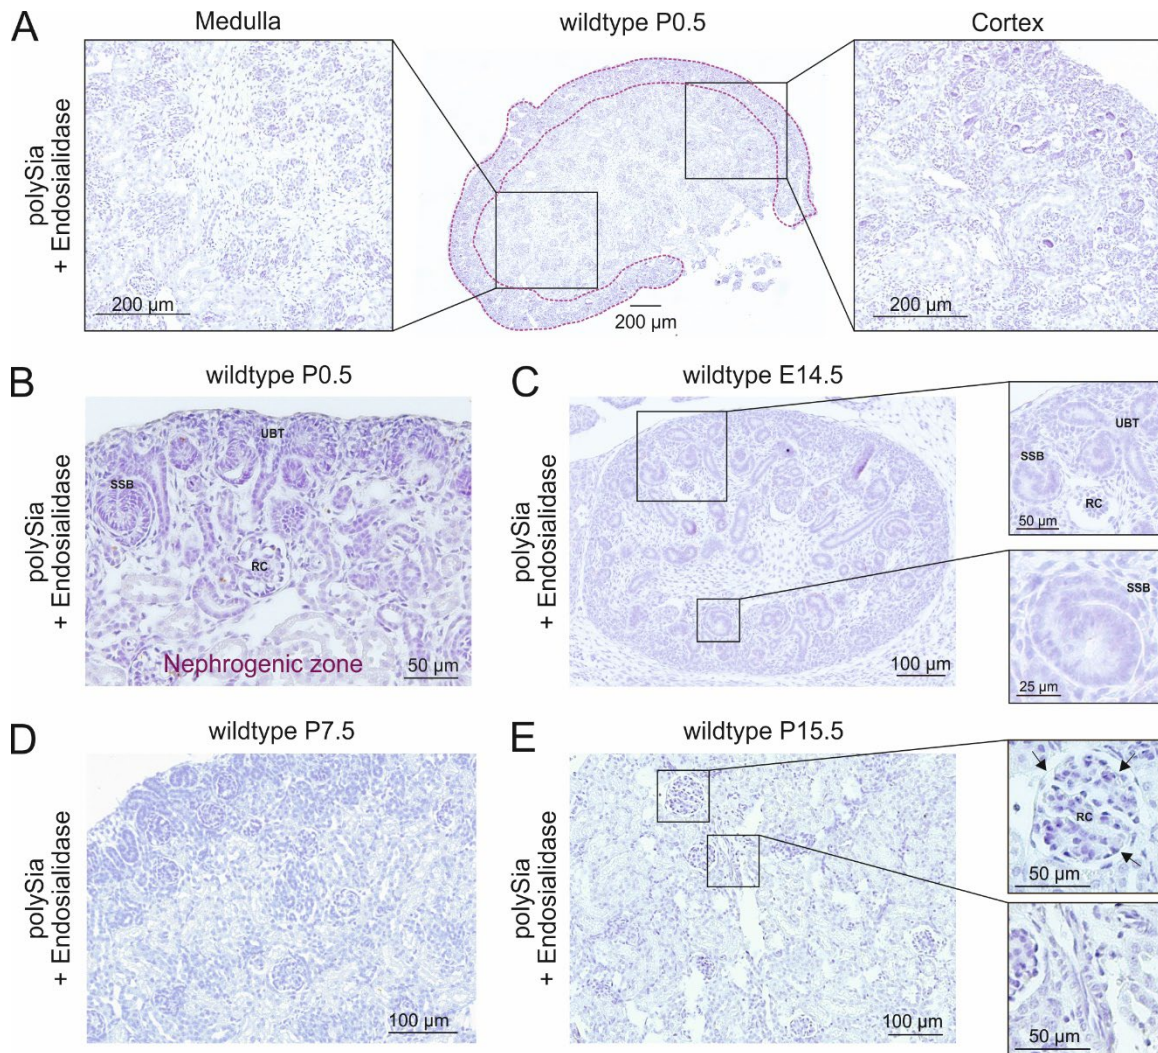 A
Medulla
wildtype P0.5
Cortex
polySia
+ Endosialidase
200 µm
200 µm
200 µm
B
wildtype P0.5
polySia
+ Endosialidase
UBT
SSB
RC
Nephrogenic zone
50 µm
C
wildtype E14.5
polySia
+ Endosialidase
100 µm
UBT
SSB
RC
50 µm
SSB
25 µm
D
wildtype P7.5
polySia
+ Endosialidase
100 µm
E
wildtype P15.5
polySia
+ Endosialidase
100 µm
RC
50 µm
50 µm